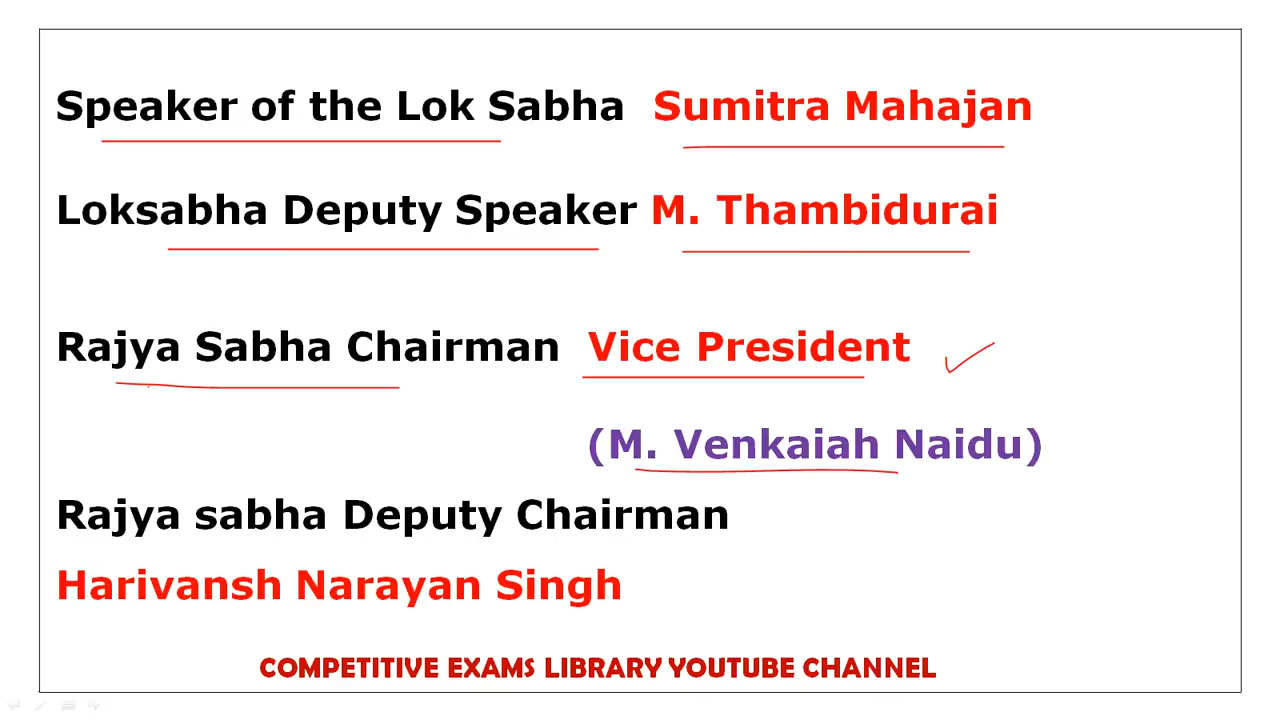 Speaker of the Lok Sabha Sumitra Mahajan
Loksabha Deputy Speaker M. Thambidurai
Rajya Sabha Chairman Vice President
(M. Venkaiah Naidu)
Rajya sabha Deputy Chairman
Harivansh Narayan Singh
COMPETITIVE EXAMS LIBRARY YOUTUBE CHANNEL